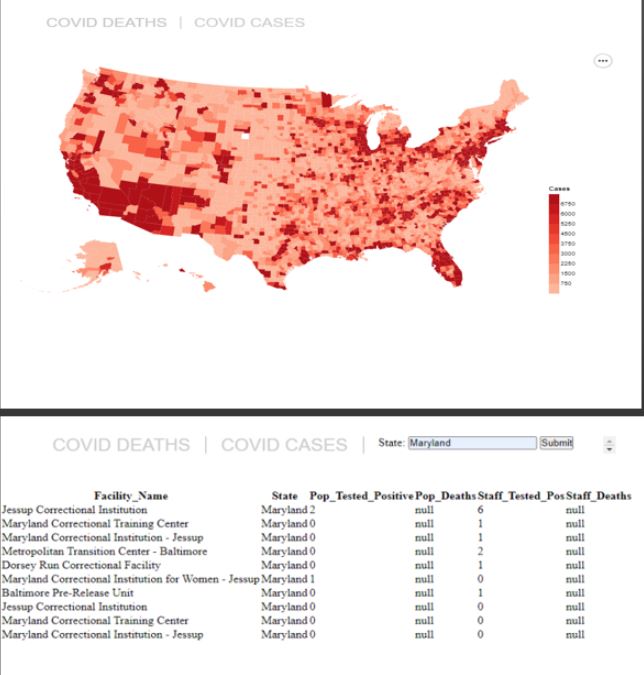 COVID DEATHS | COVID CASES
Cases
6750
6000
5250
4500
3750
3000
2250
1500
750
COVID DEATHS | COVID CASES | State: Maryland Submit
Facility_Name State Pop_Tested_Positive Pop_Deaths Staff_Tested_Pos Staff_Deaths
Jessup Correctional Institution Maryland 2 null 6 null
Maryland Correctional Training Center Maryland 0 null 1 null
Maryland Correctional Institution - Jessup Maryland 0 null 1 null
Metropolitan Transition Center - Baltimore Maryland 0 null 2 null
Dorsey Run Correctional Facility Maryland 0 null 1 null
Maryland Correctional Institution for Women - Jessup Maryland 1 null 0 null
Baltimore Pre-Release Unit Maryland 0 null 1 null
Jessup Correctional Institution Maryland 0 null 0 null
Maryland Correctional Training Center Maryland 0 null 0 null
Maryland Correctional Institution - Jessup Maryland 0 null 0 null